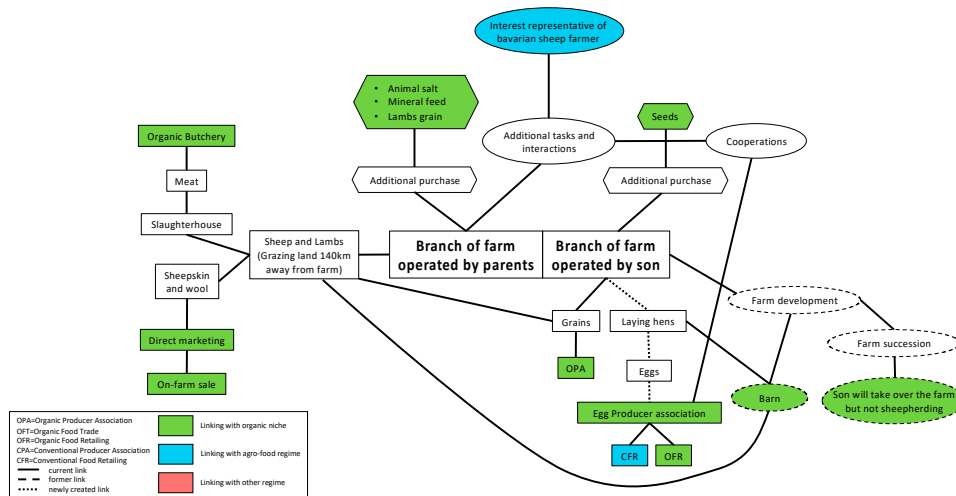 Interest representative of
bavarian sheep farmer
• Animal salt
• Mineral feed
• Lambs grain
Seeds
Organic Butchery
Additional tasks and
interactions
Cooperations
Meat
Additional purchase
Additional purchase
Slaughterhouse
Sheep and Lambs
(Grazing land 140km
away from farm)
Branch of farm
operated by parents
Branch of farm
operated by son
Sheepskin
and wool
Farm development
Grains
Laying hens
Direct marketing
Farm succession
OPA
Eggs
On-farm sale
Barn
Son will take over the farm
but not sheepherding
Egg Producer association
CFR
OFR
OPA=Organic Producer Association
OFT=Organic Food Trade
OFR=Organic Food Retailing
CPA=Conventional Producer Association
CFR=Conventional Food Retailing
current link
former link
newly created link
Linking with organic niche
Linking with agro-food regime
Linking with other regime